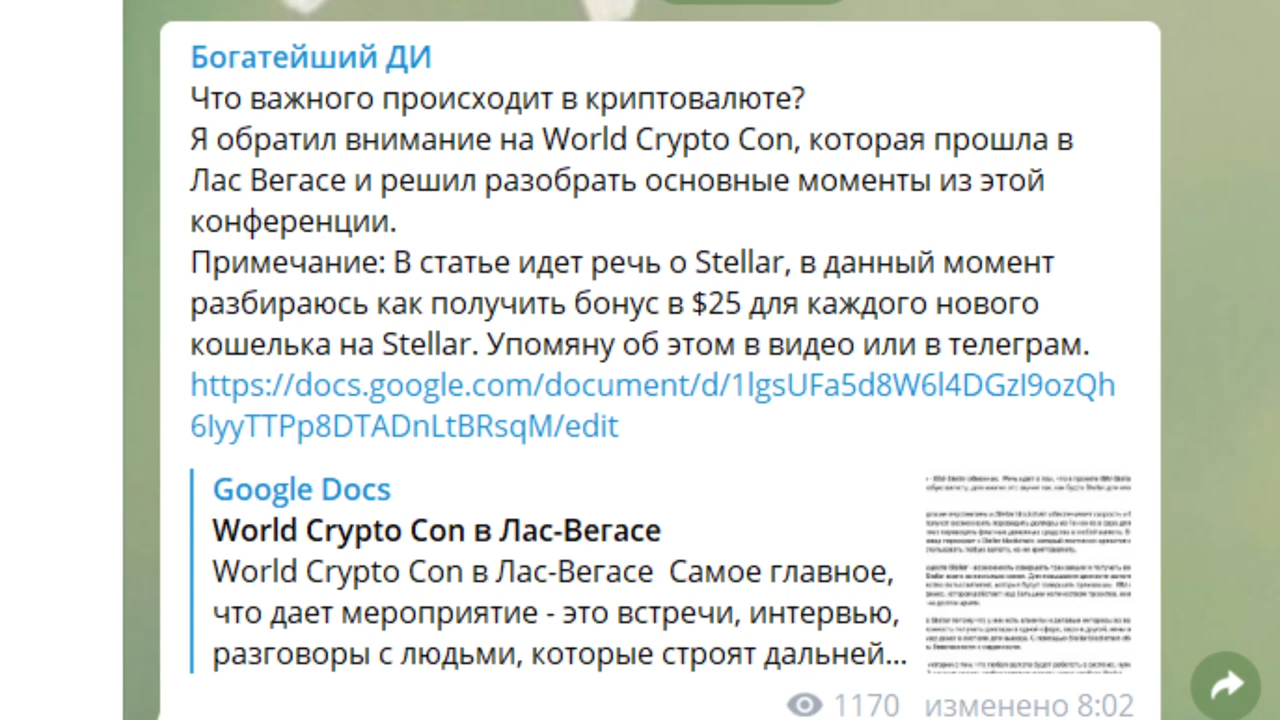 Богатейший ДИ
Что важного происходит в криптовалюте?
Я обратил внимание на World Crypto Con, которая прошла в
Лас Вегасе и решил разобрать основные моменты из этой
конференции.
Примечание: В статье идет речь о Stellar, в данный момент
разбираюсь как получить бонус в $25 для каждого нового
кошелька на Stellar. Упомяну об этом в видео или в телеграм.
https://docs.google.com/document/d/1lgsUFa5d8W6l4DGzI9ozQh
6IyyTTPp8DTADnLtBRsqM/edit
Google Docs
World Crypto Con в Лас-Вегасе
World Crypto Con в Лас-Вегасе  Самое главное,
что дает мероприятие - это встречи, интервью,
разговоры с людьми, которые строят дальней...
1170 изменено 8:02